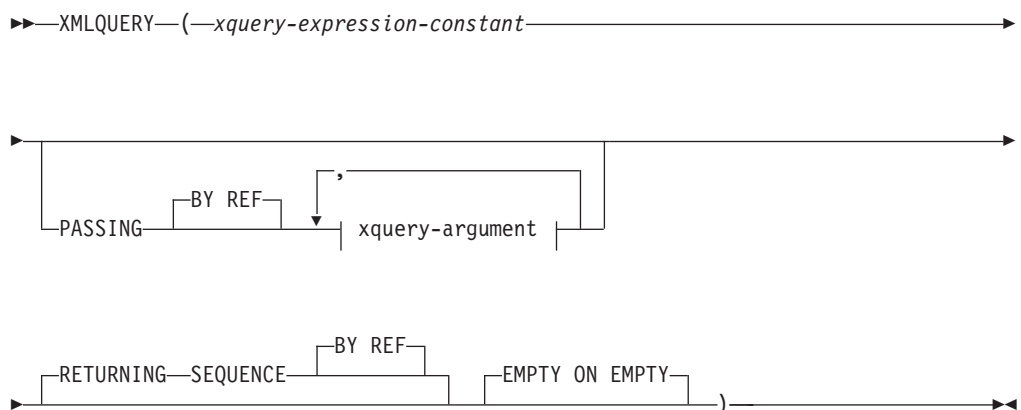 XMLQUERY ( xquery-expression-constant
,
BY REF
PASSING xquery-argument
BY REF
RETURNING SEQUENCE EMPTY ON EMPTY
)